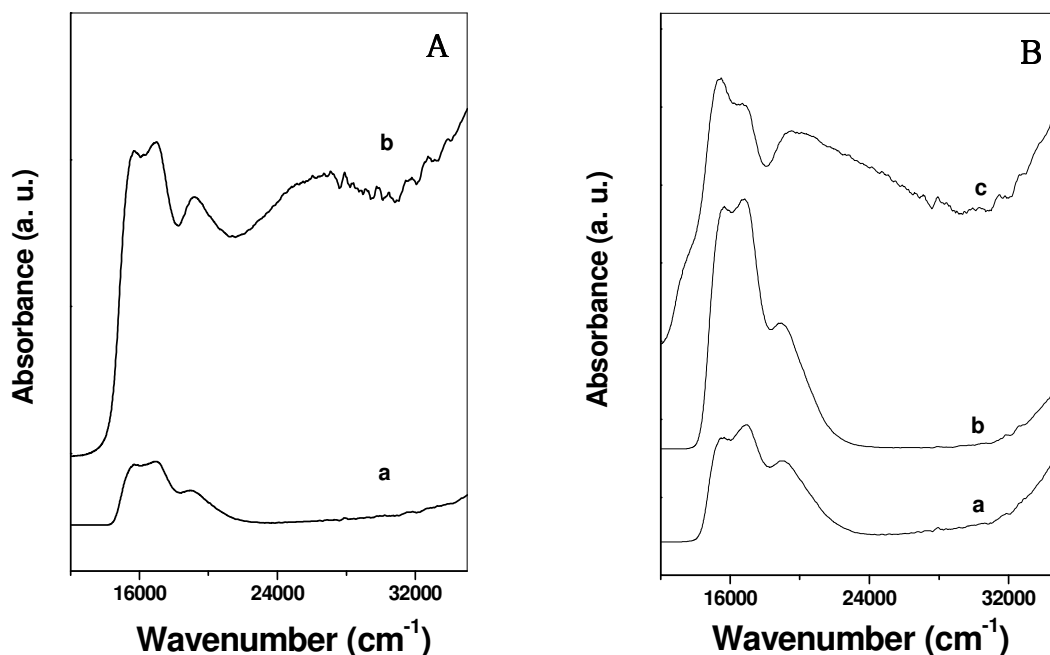 A
b
a
Absorbance (a. u.)
16000 24000 32000
Wavenumber (cm⁻¹)
B
c
b
a
Absorbance (a. u.)
16000 24000 32000
Wavenumber (cm⁻¹)